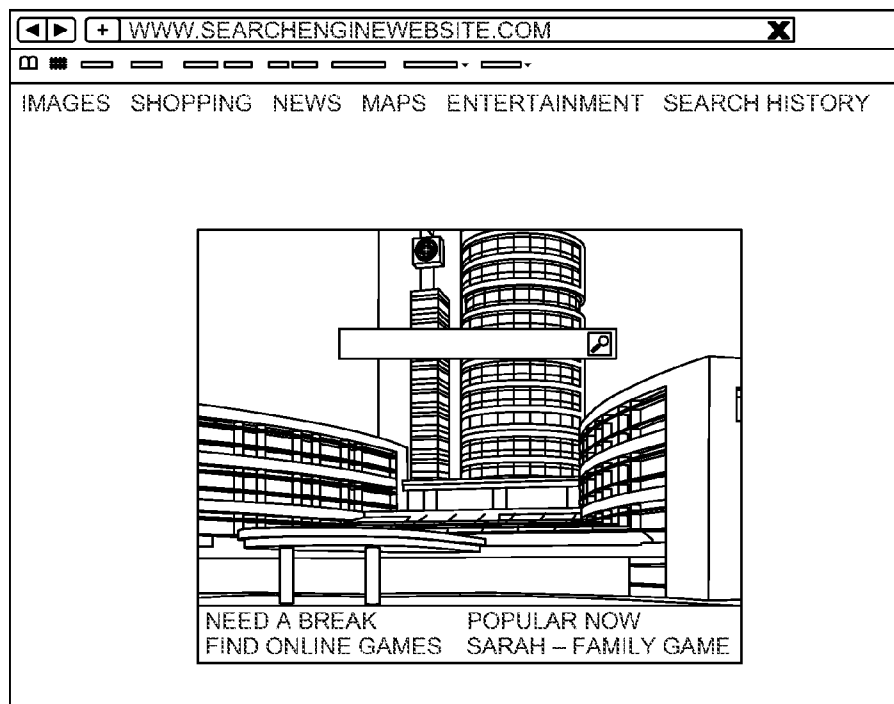 WWW.SEARCHENGINEWEBSITE.COM
IMAGES SHOPPING NEWS MAPS ENTERTAINMENT SEARCH HISTORY
NEED A BREAK POPULAR NOW
FIND ONLINE GAMES SARAH – FAMILY GAME